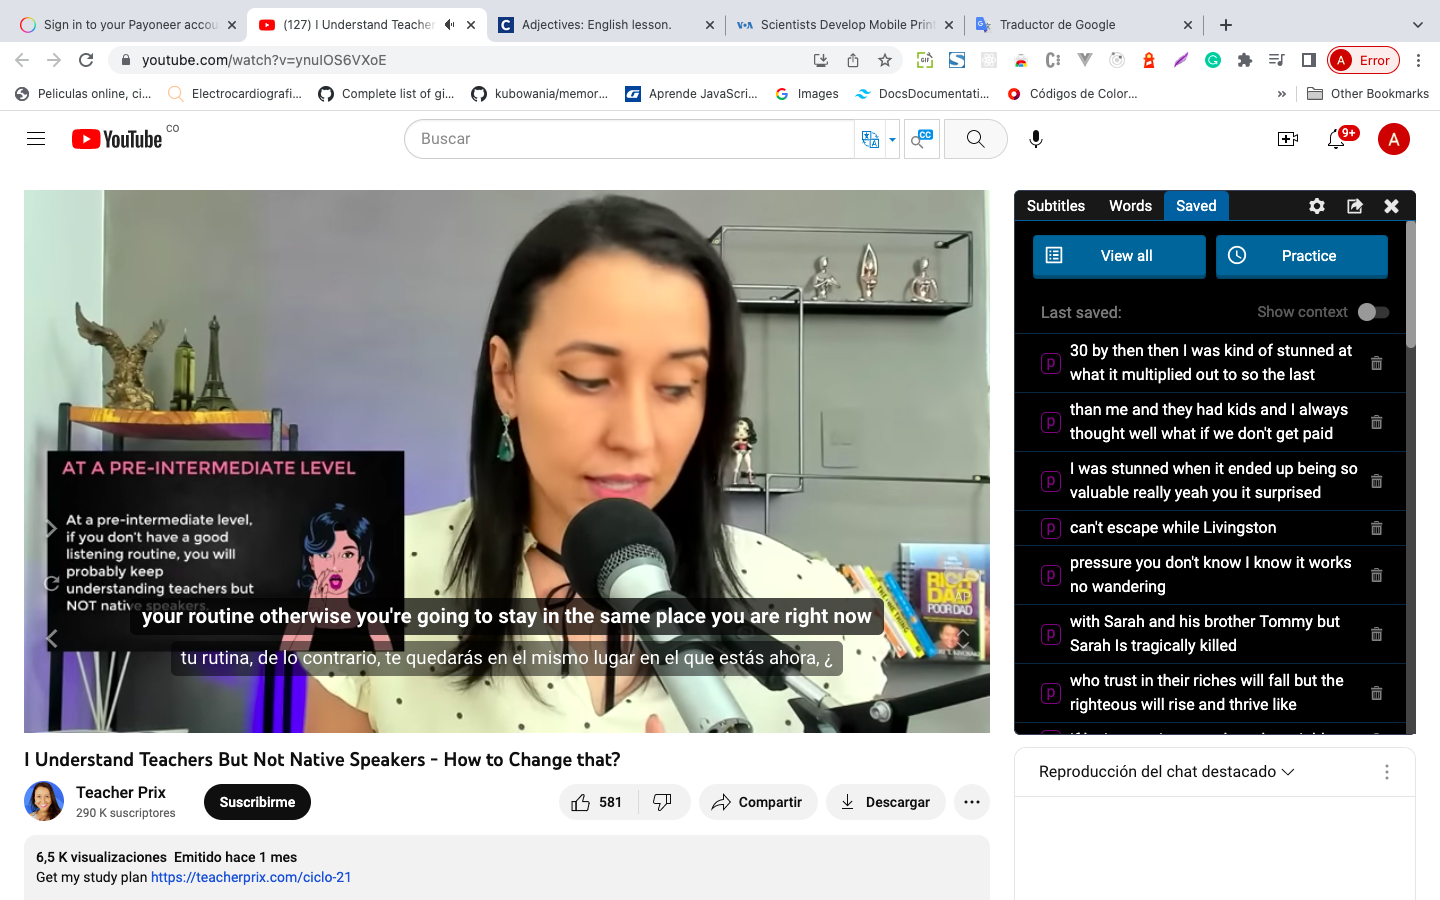 Sign in to your Payoneer accou
(127) I Understand Teacher
Adjectives: English lesson.
VOA
Scientists Develop Mobile Prin
Traductor de Google
youtube.com/watch?v=ynulOS6VXoE
GIF
A Error
Peliculas online, ci...
Electrocardiografi...
Complete list of gi...
kubowania/memor...
Aprende JavaScri...
Images
DocsDocumentati...
Códigos de Color...
»
Other Bookmarks
YouTube CO
Buscar
CC
9+
A
AT A PRE-INTERMEDIATE LEVEL
At a pre-intermediate level,
if you don't have a good
listening routine, you will
probably keep
understanding teachers but
NOT native speakers.
RICH
DAD
POOR DAD
AP
your routine otherwise you're going to stay in the same place you are right now
tu rutina, de lo contrario, te quedarás en el mismo lugar en el que estás ahora, ¿
Subtitles
Words
Saved
View all
Practice
Last saved:
Show context
p 30 by then then I was kind of stunned at
what it multiplied out to so the last
p than me and they had kids and I always
thought well what if we don't get paid
p I was stunned when it ended up being so
valuable really yeah you it surprised
p can't escape while Livingston
p pressure you don't know I know it works
no wandering
p with Sarah and his brother Tommy but
Sarah Is tragically killed
p who trust in their riches will fall but the
righteous will rise and thrive like
I Understand Teachers But Not Native Speakers - How to Change that?
Teacher Prix
290 K suscriptores
Suscribirme
581
Compartir
Descargar
Reproducción del chat destacado
6,5 K visualizaciones Emitido hace 1 mes
Get my study plan https://teacherprix.com/ciclo-21